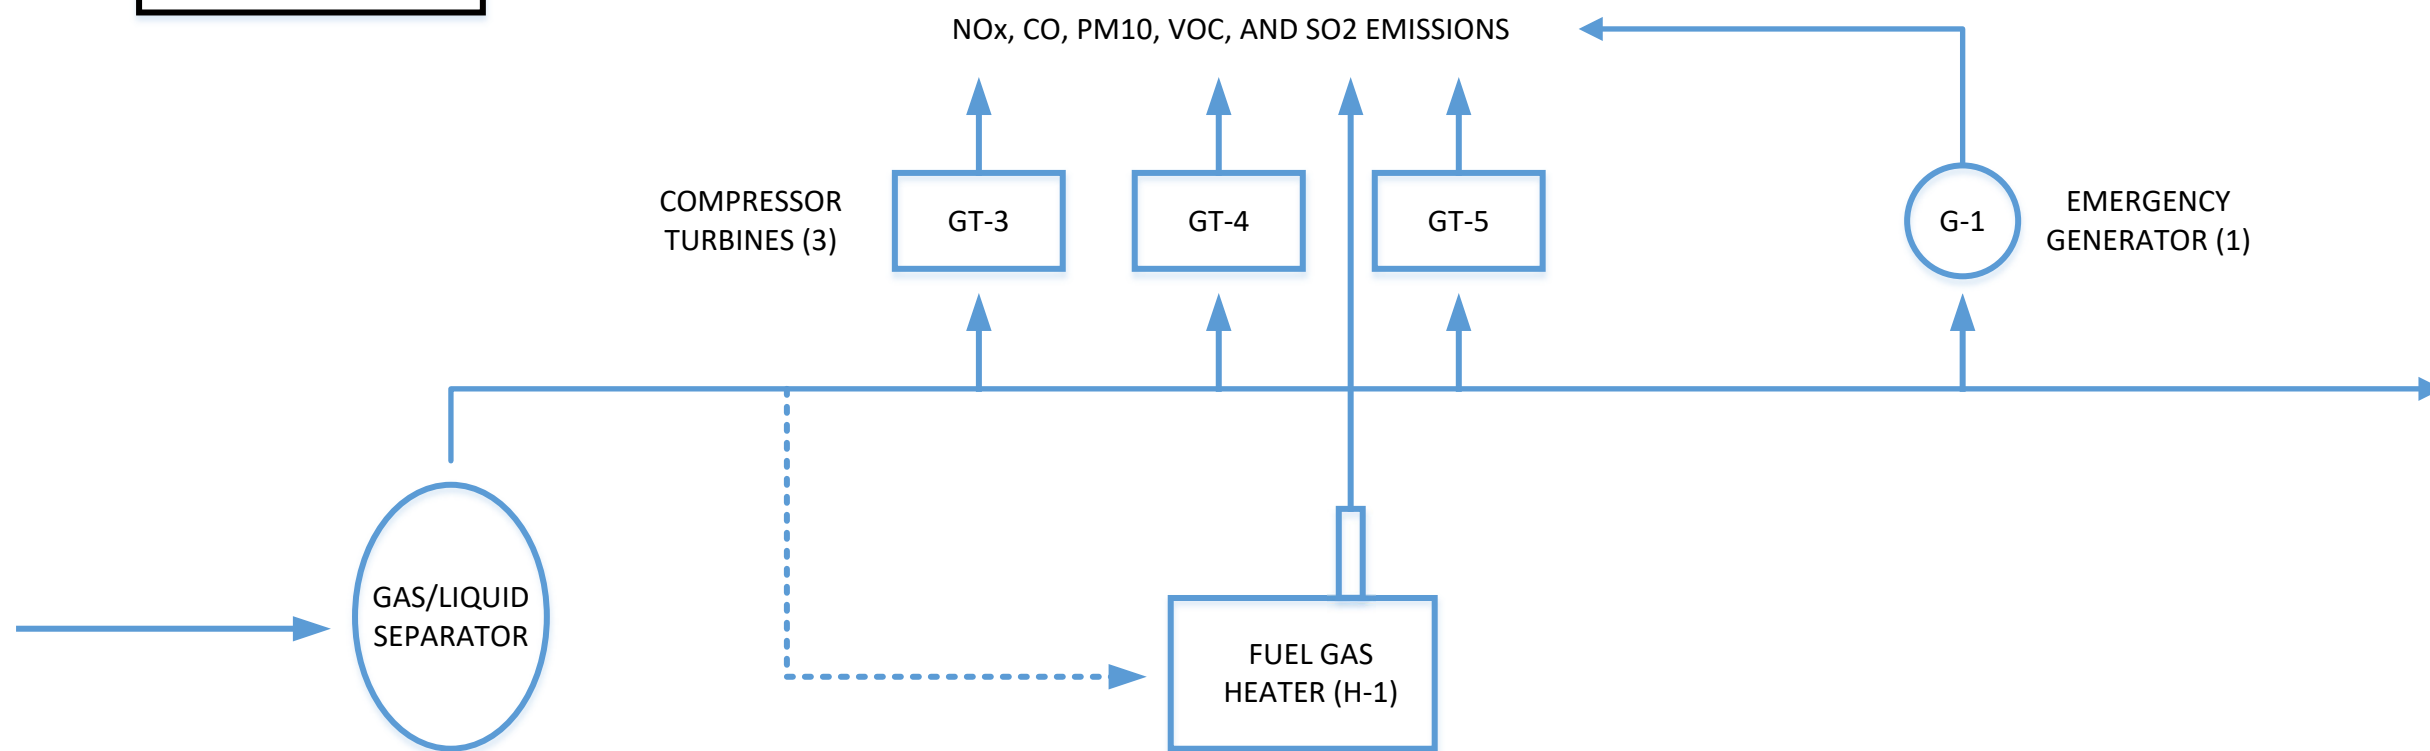 NOx, CO, PM10, VOC, AND SO2 EMISSIONS
COMPRESSOR
TURBINES (3)
GT-3
GT-4
GT-5
G-1
EMERGENCY
GENERATOR (1)
GAS/LIQUID
SEPARATOR
FUEL GAS
HEATER (H-1)